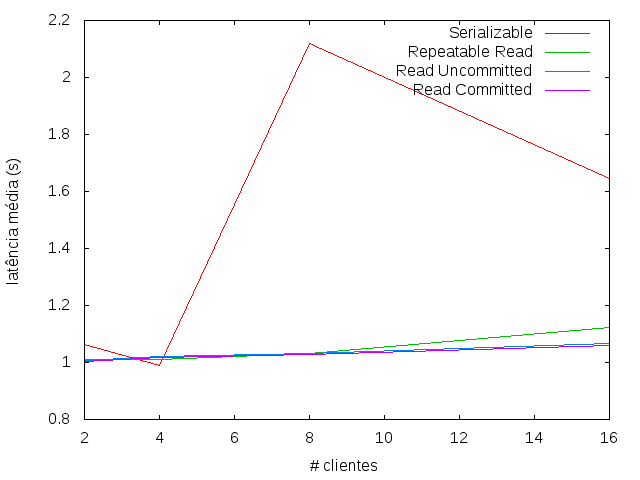 2.2
2
1.8
1.6
1.4
1.2
1
0.8
latência média (s)
Serializable
Repeatable Read
Read Uncommitted
Read Committed
2 4 6 8 10 12 14 16
# clientes